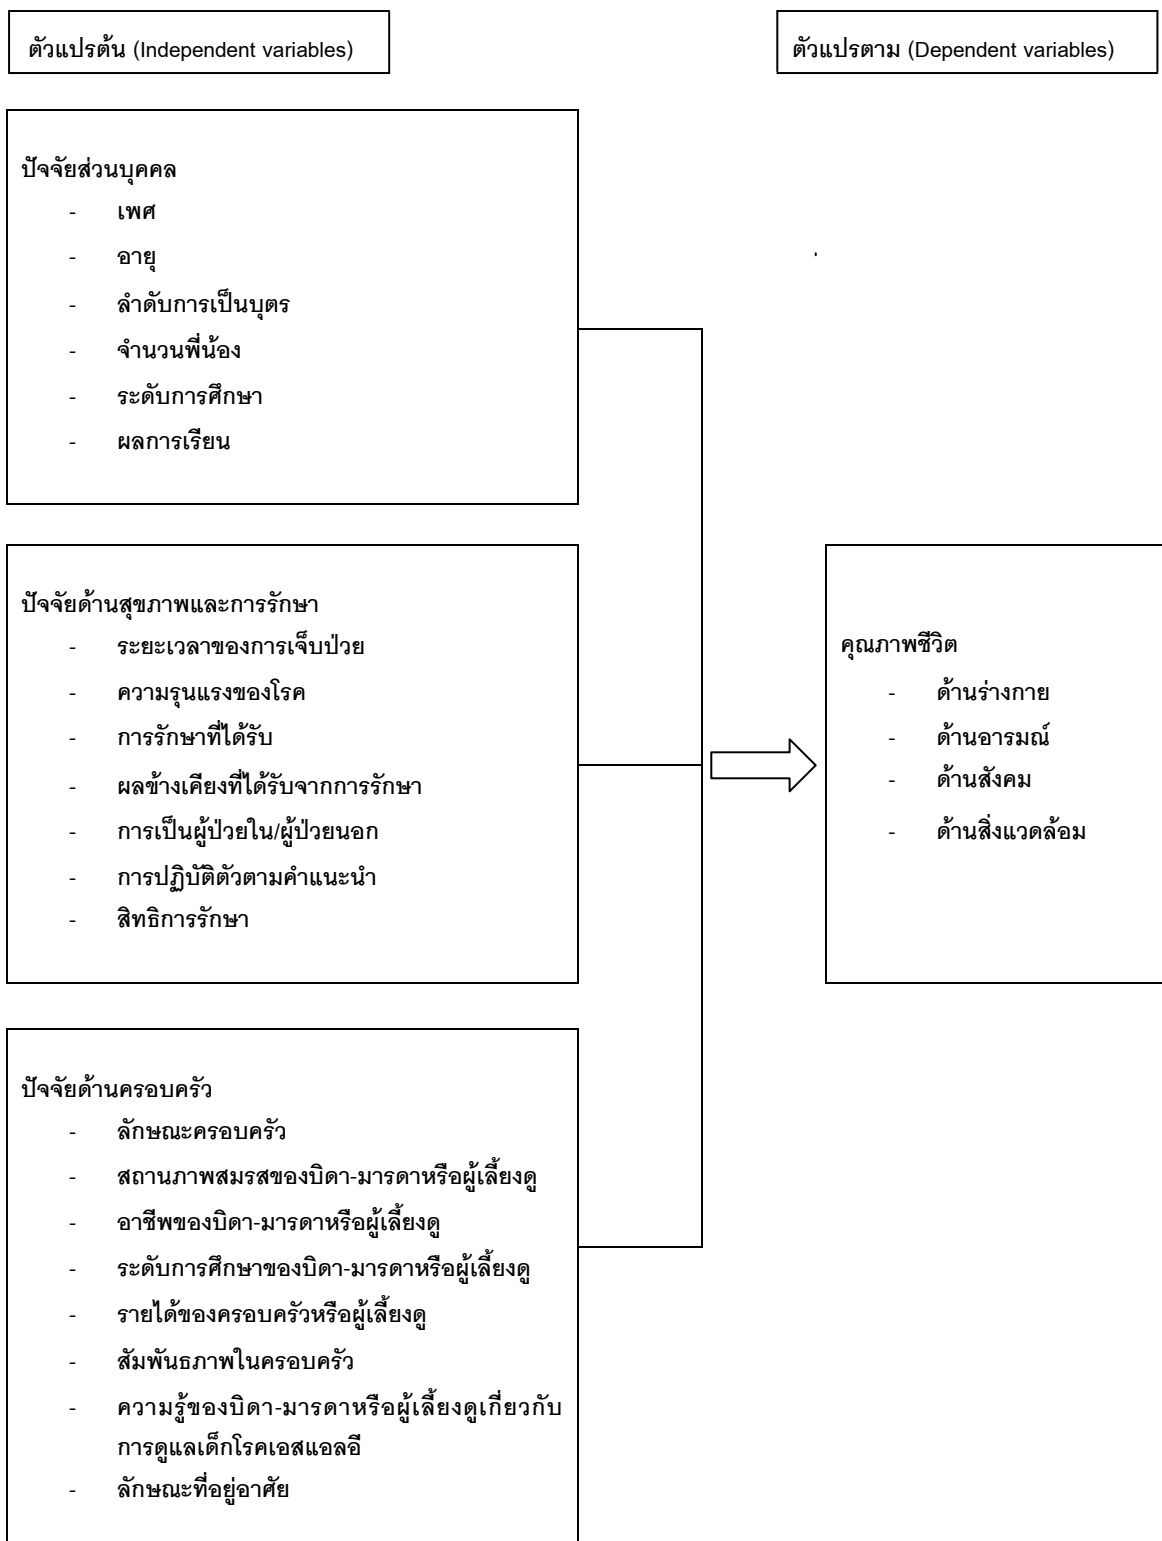 ตัวแปรต้น (Independent variables)
ตัวแปรตาม (Dependent variables)
ปัจจัยส่วนบุคคล
- เพศ
- อายุ
- ลำดับการเป็นบุตร
- จำนวนพี่น้อง
- ระดับการศึกษา
- ผลการเรียน
ปัจจัยด้านสุขภาพและการรักษา
- ระยะเวลาของการเจ็บป่วย
- ความรุนแรงของโรค
- การรักษาที่ได้รับ
- ผลข้างเคียงที่ได้รับจากการรักษา
- การเป็นผู้ป่วยใน/ผู้ป่วยนอก
- การปฏิบัติตัวตามคำแนะนำ
- สิทธิการรักษา
คุณภาพชีวิต
- ด้านร่างกาย
- ด้านอารมณ์
- ด้านสังคม
- ด้านสิ่งแวดล้อม
ปัจจัยด้านครอบครัว
- ลักษณะครอบครัว
- สถานภาพสมรสของบิดา-มารดาหรือผู้เลี้ยงดู
- อาชีพของบิดา-มารดาหรือผู้เลี้ยงดู
- ระดับการศึกษาของบิดา-มารดาหรือผู้เลี้ยงดู
- รายได้ของครอบครัวหรือผู้เลี้ยงดู
- สัมพันธภาพในครอบครัว
- ความรู้ของบิดา-มารดาหรือผู้เลี้ยงดูเกี่ยวกับ
การดูแลเด็กโรคเอสแอลอี
- ลักษณะที่อยู่อาศัย